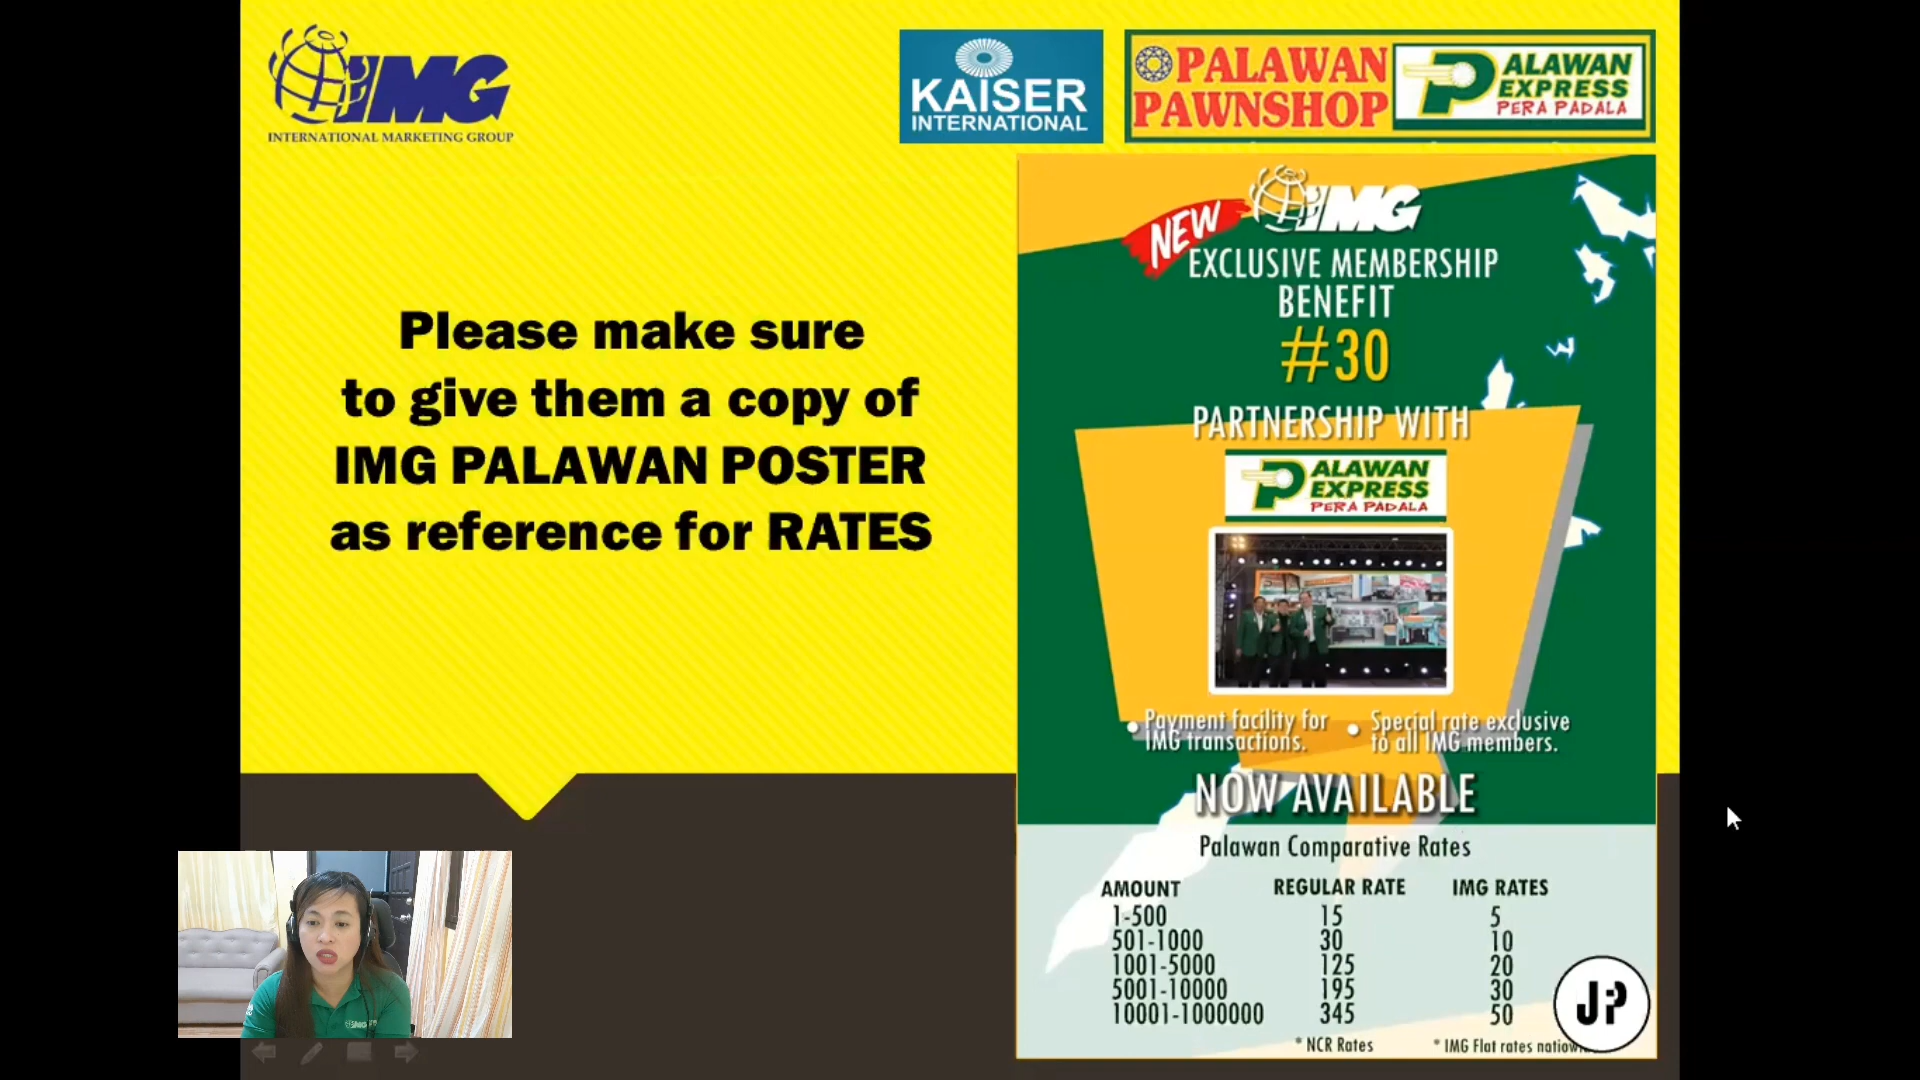 IMG
INTERNATIONAL MARKETING GROUP
KAISER
INTERNATIONAL
PALAWAN
PAWNSHOP
PALAWAN
EXPRESS
PERA PADALA
Please make sure
to give them a copy of
IMG PALAWAN POSTER
as reference for RATES
NEW
IMG
EXCLUSIVE MEMBERSHIP
BENEFIT
#30
PARTNERSHIP WITH
PALAWAN
EXPRESS
PERA PADALA
• Payment facility for
IMG transactions.
• Special rate exclusive
to all IMG members.
NOW AVAILABLE
Palawan Comparative Rates
AMOUNT REGULAR RATE IMG RATES
1-500 15 5
501-1000 30 10
1001-5000 125 20
5001-10000 195 30
10001-1000000 345 50
* NCR Rates * IMG Flat rates
JP